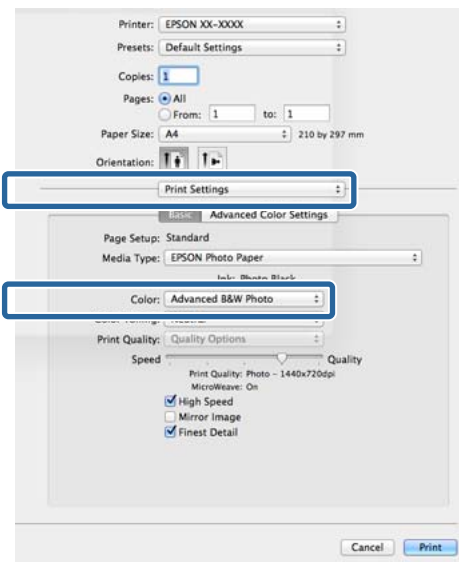 Printer: EPSON XX-XXXX
Presets: Default Settings
Copies: 1
Pages: All
From: 1 to: 1
Paper Size: A4 210 by 297 mm
Orientation:
Print Settings
Basic Advanced Color Settings
Page Setup: Standard
Media Type: EPSON Photo Paper
Ink: Photo Black
Color: Advanced B&W Photo
Color Toning: Neutral
Print Quality: Quality Options
Speed Quality
Print Quality: Photo - 1440x720dpi
MicroWeave: On
High Speed
Mirror Image
Finest Detail
Cancel Print